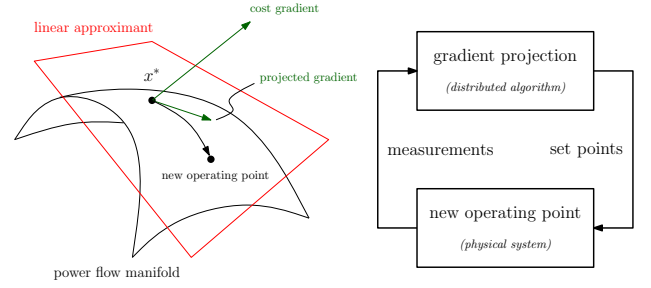 cost gradient
linear approximant
x*
projected gradient
new operating point
power flow manifold
gradient projection
(distributed algorithm)
measurements
set points
new operating point
(physical system)